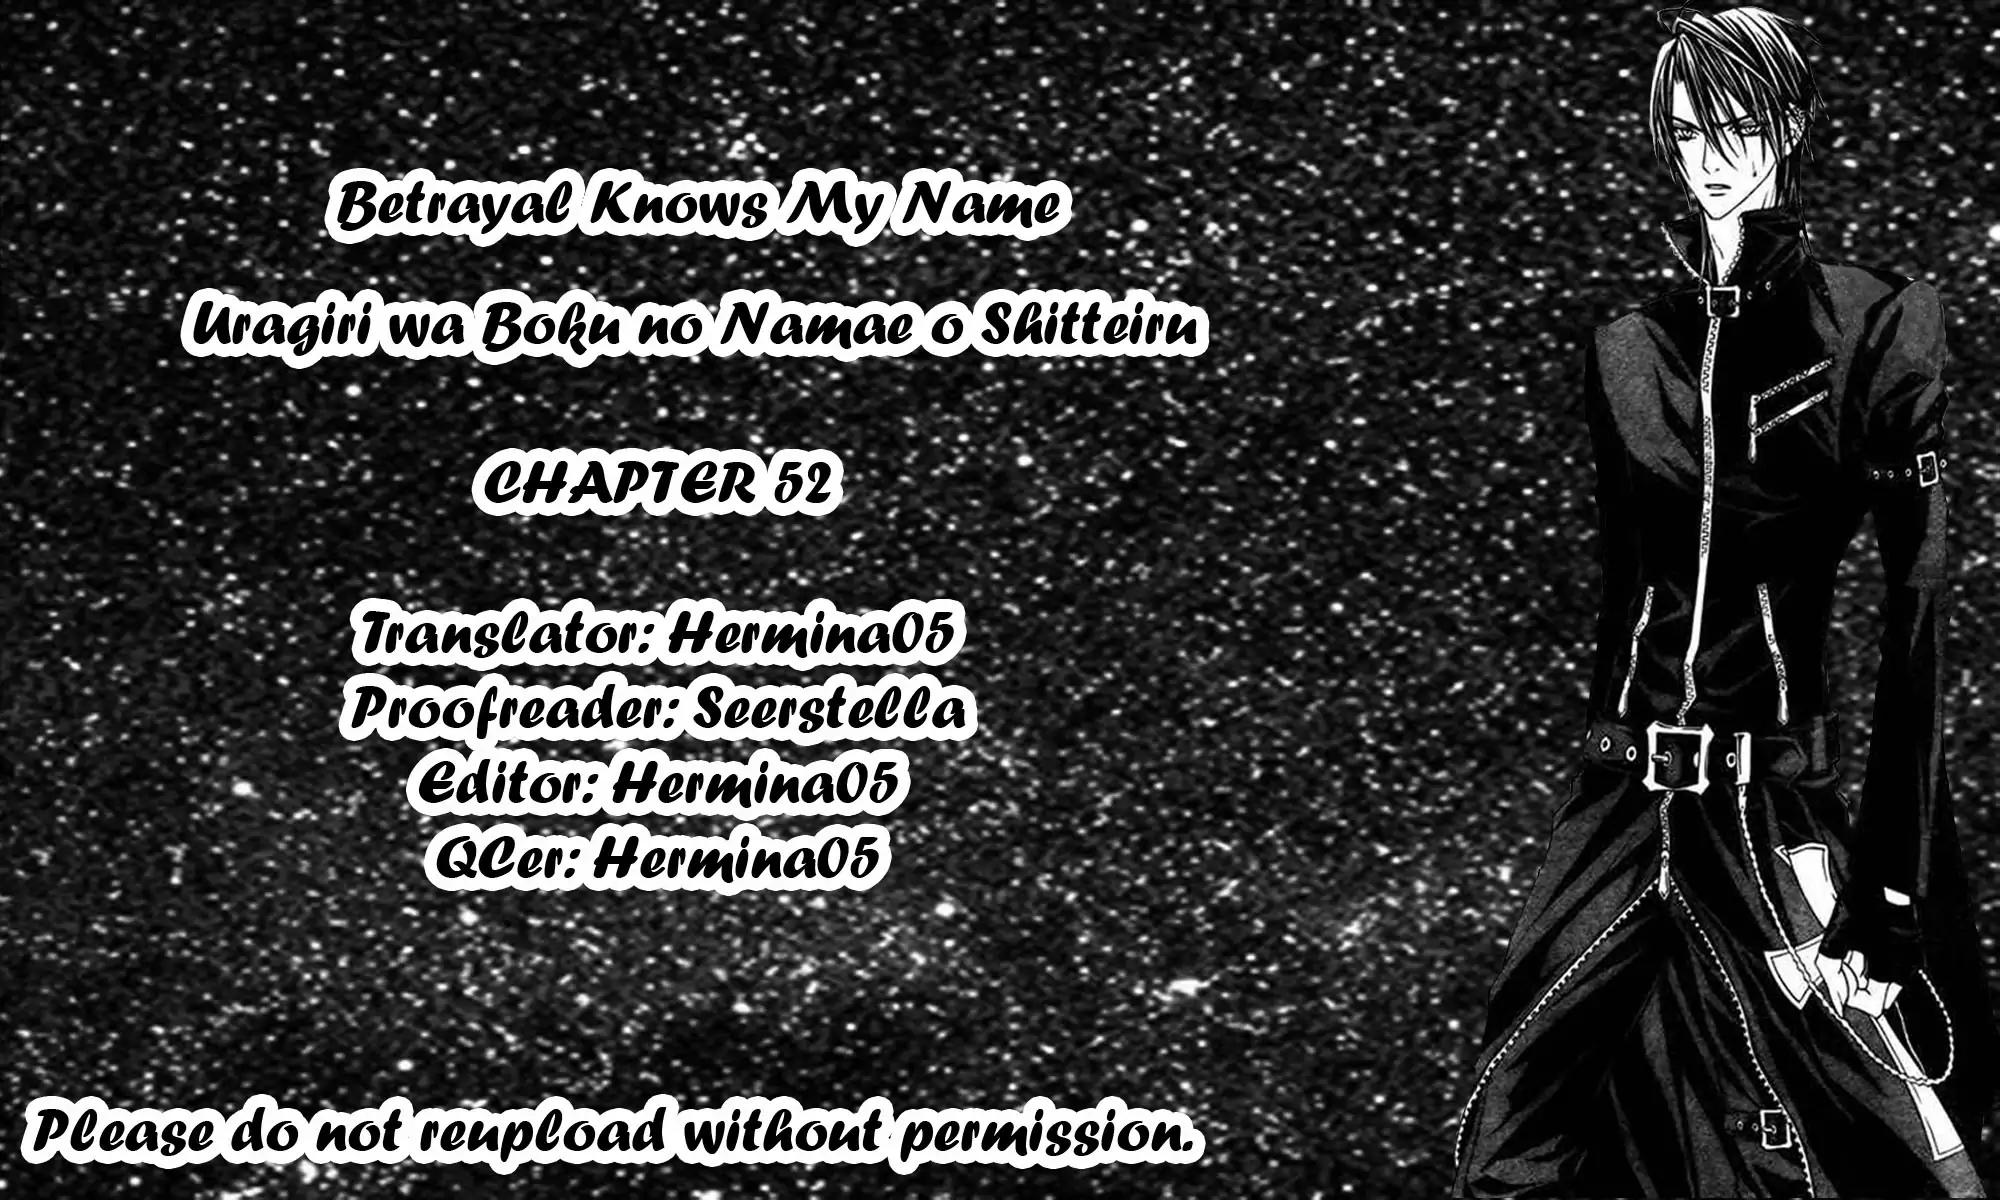 Betrayal Knows My Name
Uragiri wa Boku no Namae o Shitteiru
CHAPTER 52
Translator: Hermina05
Proofreader: Seerstella
Editor: Hermina05
QCer: Hermina05
Please do not reupload without permission.